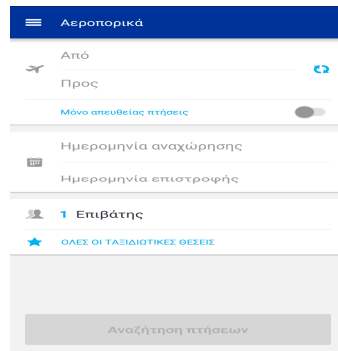 Αεροπορικά
Από
Προς
Μόνο απευθείας πτήσεις
Ημερομηνία αναχώρησης
Ημερομηνία επιστροφής
1 Επιβάτης
ΟΛΕΣ ΟΙ ΤΑΞΙΔΙΩΤΙΚΕΣ ΘΕΣΕΙΣ
Αναζήτηση πτήσεων